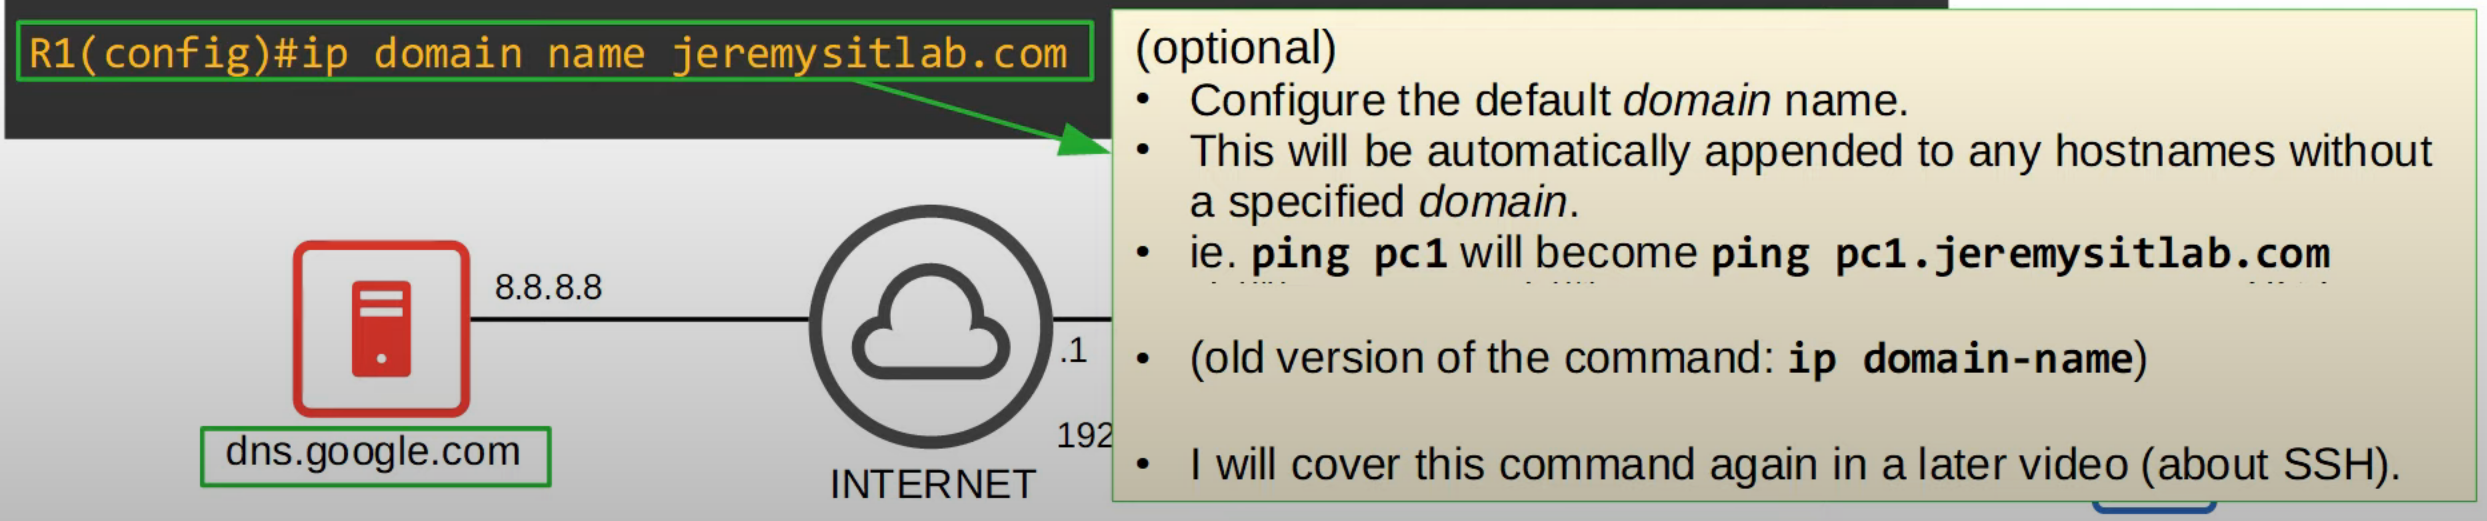 R1(config)#ip domain name jeremysitlab.com
(optional)
• Configure the default domain name.
• This will be automatically appended to any hostnames without
a specified domain.
• ie. ping pc1 will become ping pc1.jeremysitlab.com
• (old version of the command: ip domain-name)
• I will cover this command again in a later video (about SSH).
8.8.8.8
.1
192
dns.google.com
INTERNET